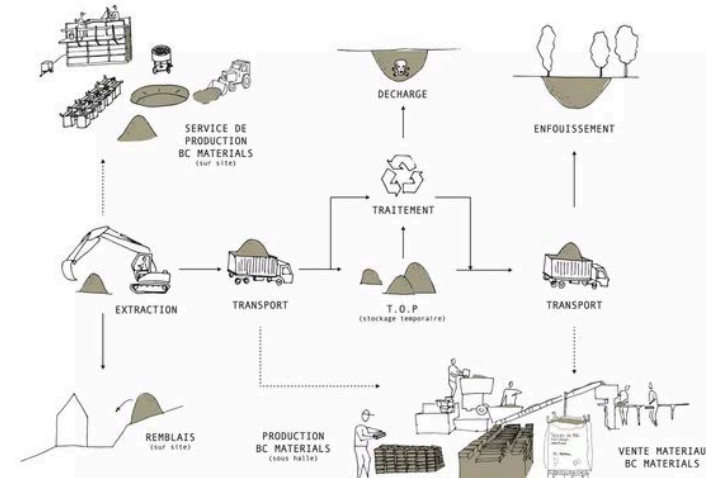 DECHARGE
ENFOUISSEMENT
SERVICE DE
PRODUCTION
BC MATERIALS
(sur site)
TRAITEMENT
EXTRACTION
TRANSPORT
T.O.P
(stockage temporaire)
TRANSPORT
REMBLAIS
(sur site)
PRODUCTION
BC MATERIALS
(sous halle)
VENTE MATERIAU
BC MATERIALS